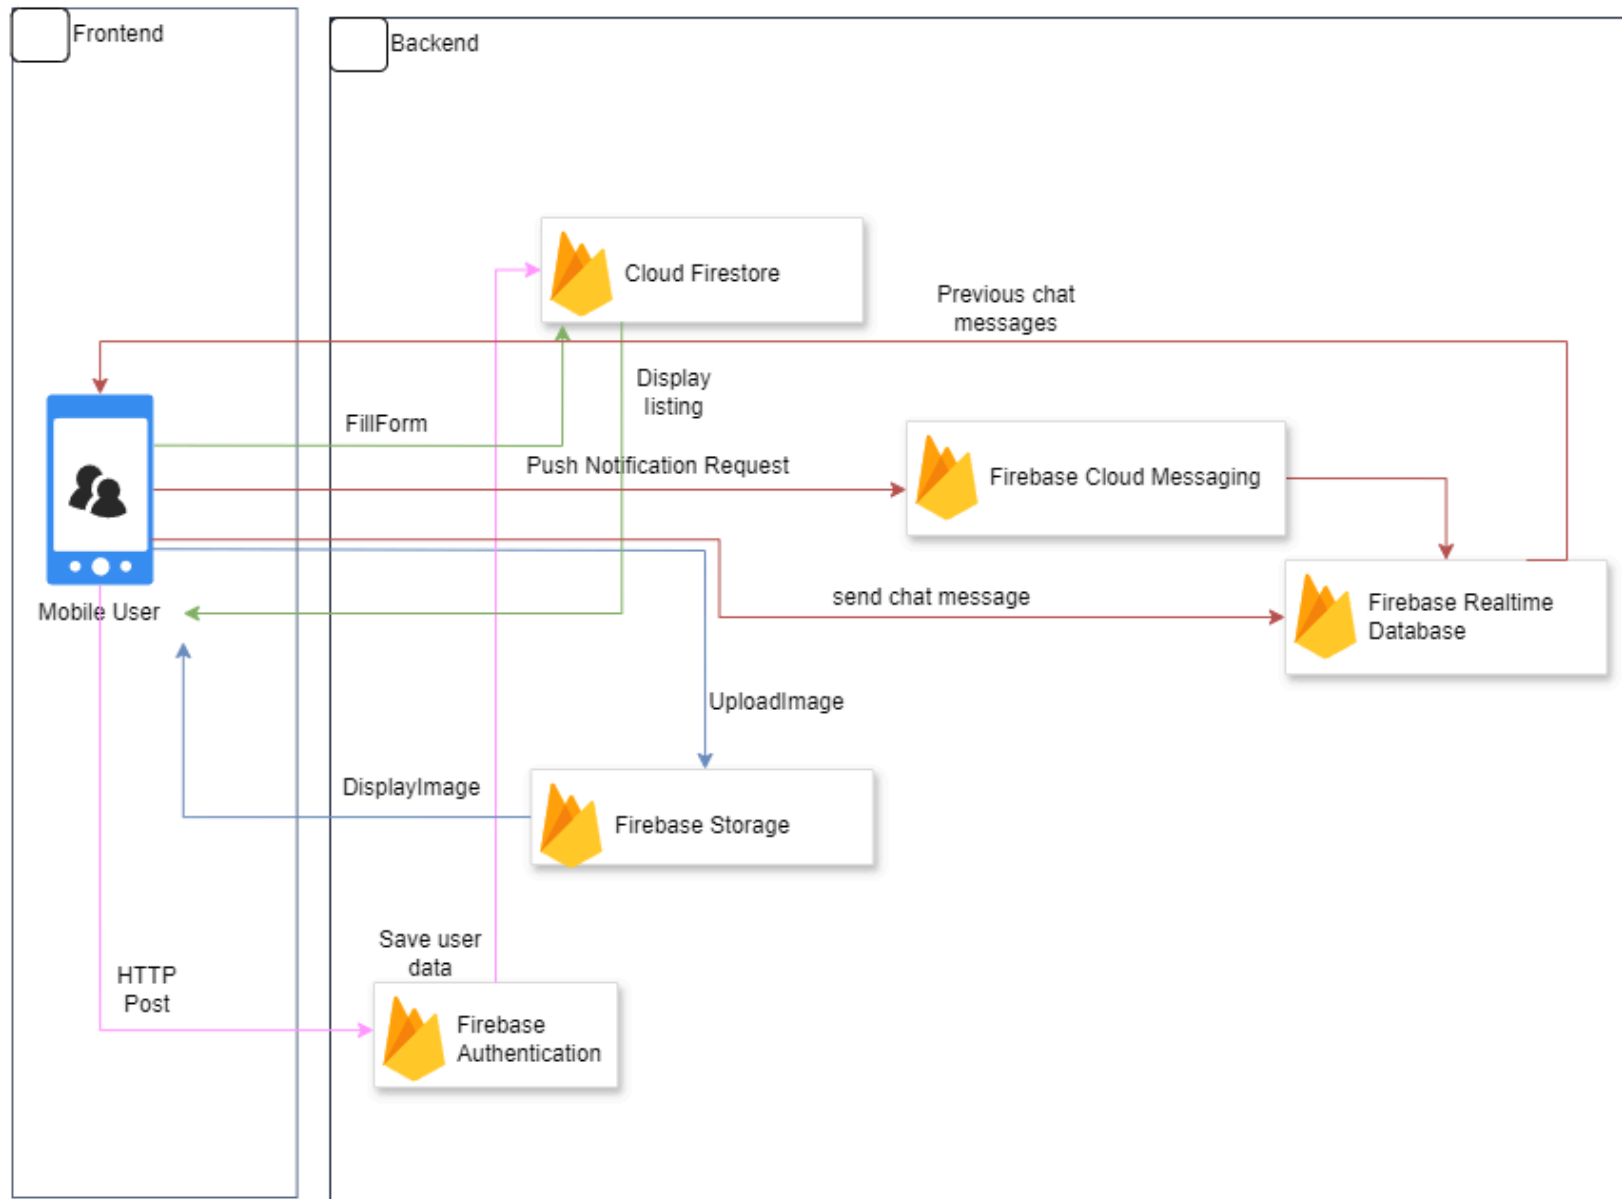 Frontend
Backend
Cloud Firestore
Previous chat
messages
Display
listing
FillForm
Push Notification Request
Firebase Cloud Messaging
Mobile User
send chat message
Firebase Realtime
Database
UploadImage
DisplayImage
Firebase Storage
Save user
data
HTTP
Post
Firebase
Authentication